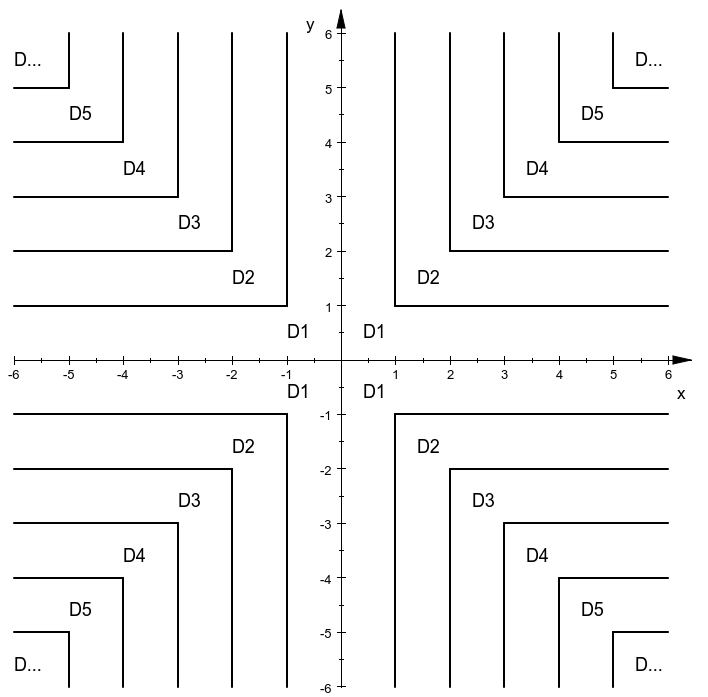 y
6
D... D...
5
D5 D5
4
D4 D4
3
D3 D3
2
D2 D2
1
D1 D1
-6 -5 -4 -3 -2 -1 1 2 3 4 5 6
D1 D1 x
-1
D2 D2
-2
D3 D3
-3
D4 D4
-4
D5 D5
-5
D... D...
-6